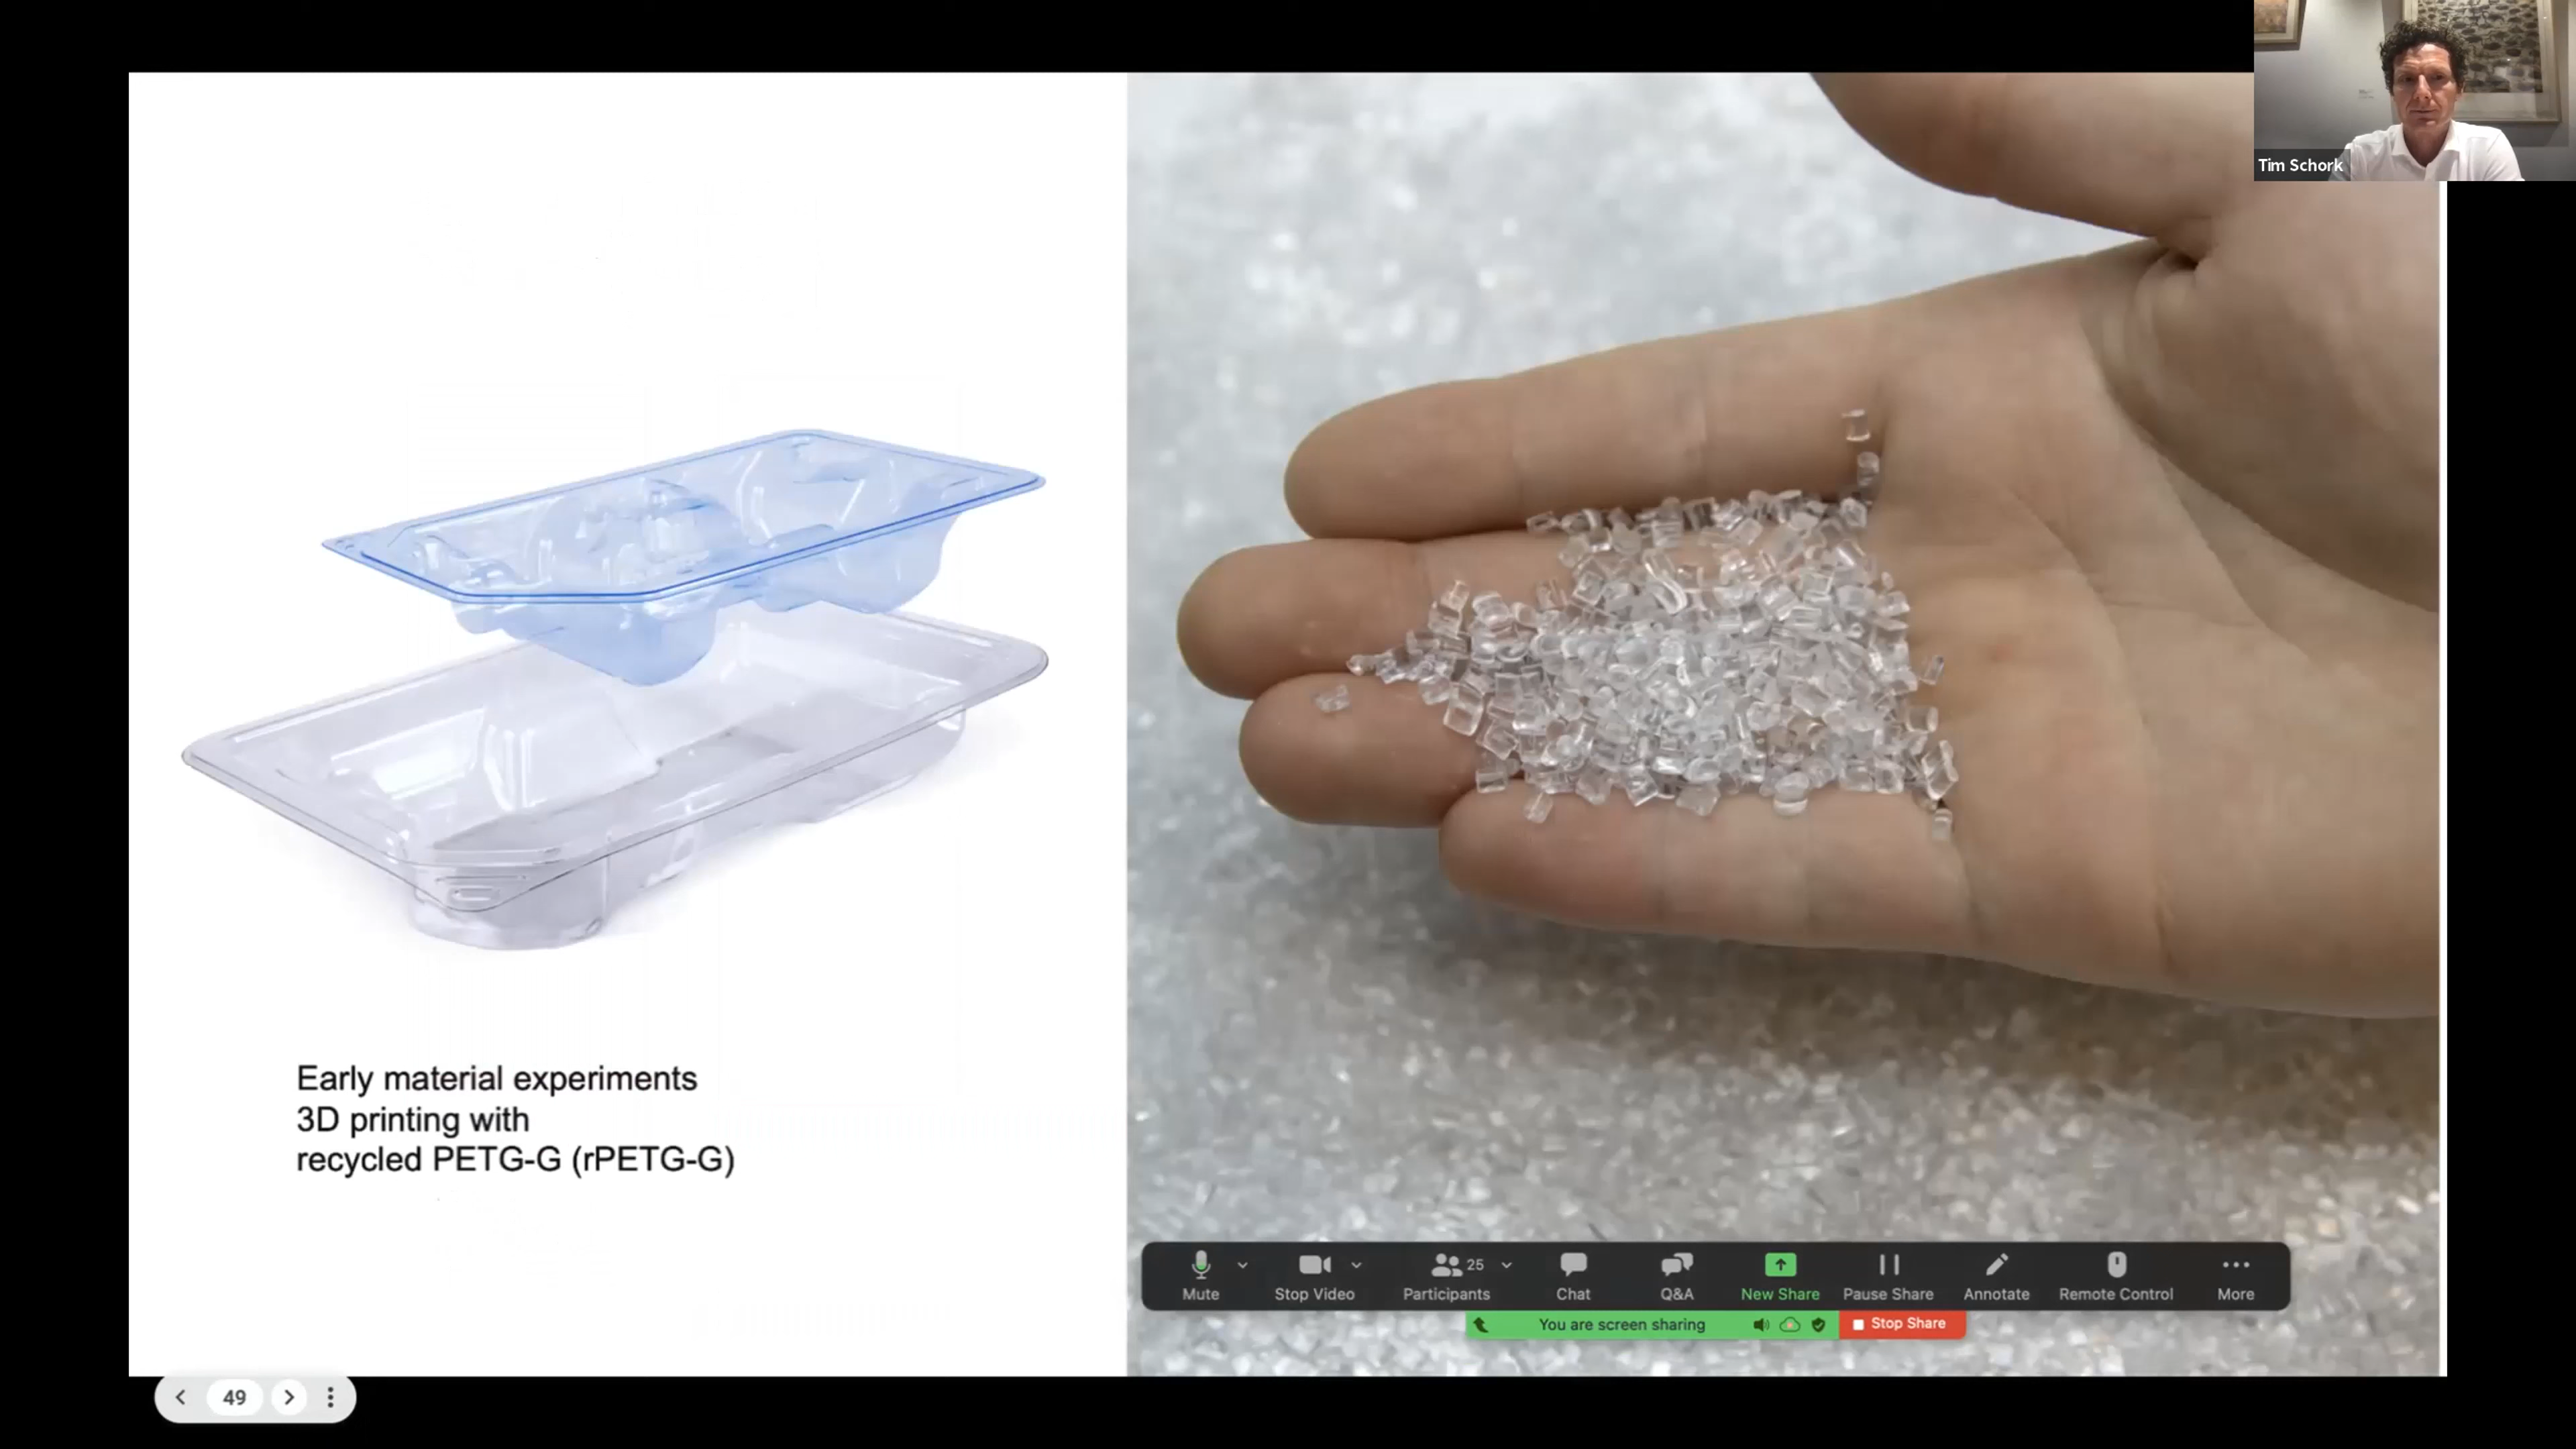 Tim Schork
Early material experiments
3D printing with
recycled PETG-G (rPETG-G)
Mute
Stop Video
25
Participants
Chat
Q&A
New Share
Pause Share
Annotate
Remote Control
More
You are screen sharing
Stop Share
49